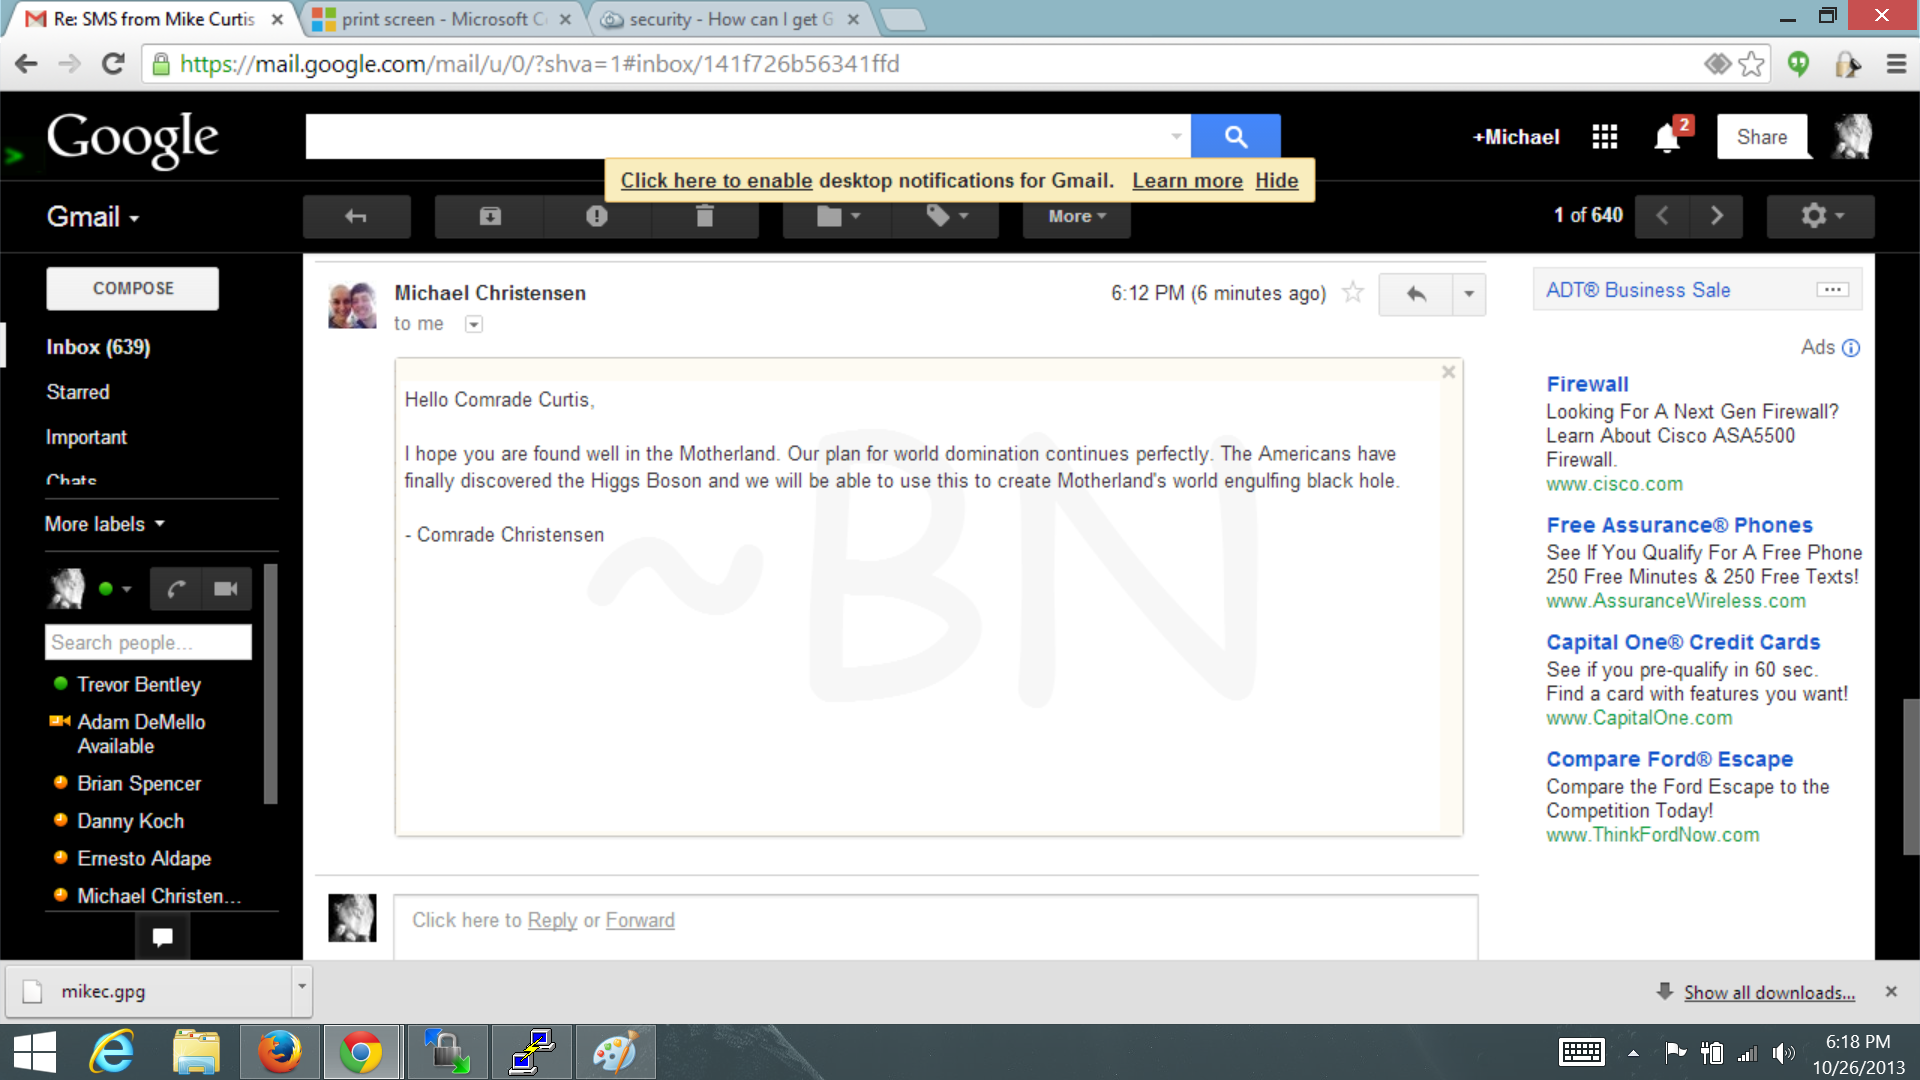 Re: SMS from Mike Curtis
print screen - Microsoft C
security - How can I get G
https://mail.google.com/mail/u/0/?shva=1#inbox/141f726b56341ffd
Google
+Michael
2
Share
Click here to enable desktop notifications for Gmail. Learn more Hide
Gmail
More
1 of 640
COMPOSE
Inbox (639)
Starred
Important
Chats
More labels
Search people...
Trevor Bentley
Adam DeMello
Available
Brian Spencer
Danny Koch
Ernesto Aldape
Michael Christen...
Michael Christensen
6:12 PM (6 minutes ago)
to me
Hello Comrade Curtis,
I hope you are found well in the Motherland. Our plan for world domination continues perfectly. The Americans have
finally discovered the Higgs Boson and we will be able to use this to create Motherland's world engulfing black hole.
- Comrade Christensen
~BN
Click here to Reply or Forward
ADT® Business Sale
Ads
Firewall
Looking For A Next Gen Firewall?
Learn About Cisco ASA5500
Firewall.
www.cisco.com
Free Assurance® Phones
See If You Qualify For A Free Phone
250 Free Minutes & 250 Free Texts!
www.AssuranceWireless.com
Capital One® Credit Cards
See if you pre-qualify in 60 sec.
Find a card with features you want!
www.CapitalOne.com
Compare Ford® Escape
Compare the Ford Escape to the
Competition Today!
www.ThinkFordNow.com
mikec.gpg
Show all downloads...
6:18 PM
10/26/2013